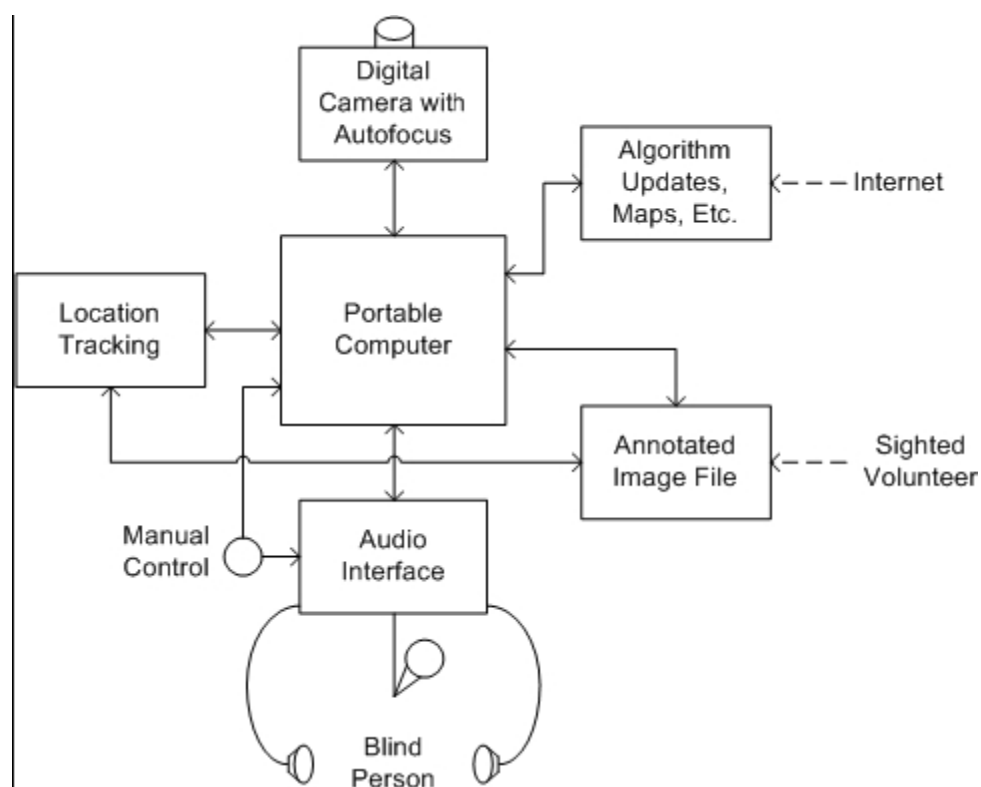 Digital
Camera with
Autofocus
Algorithm
Updates,
Maps, Etc.
Internet
Location
Tracking
Portable
Computer
Annotated
Image File
Sighted
Volunteer
Manual
Control
Audio
Interface
Blind
Person